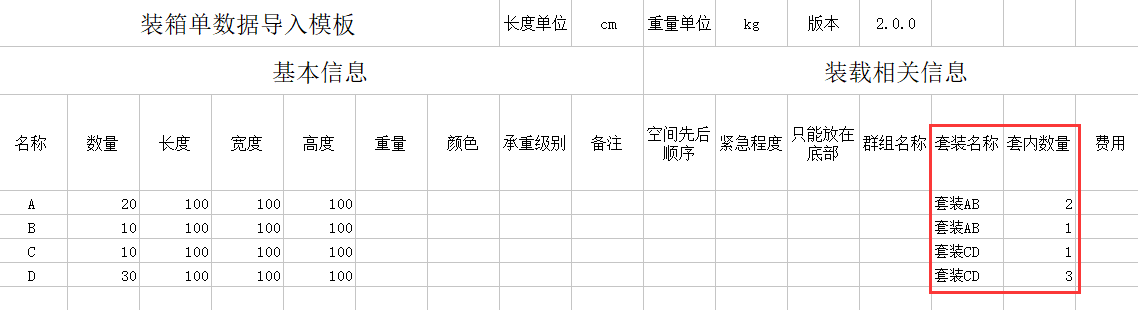 装箱单数据导入模板 长度单位 cm 重量单位 kg 版本 2.0.0
基本信息 装载相关信息
名称 数量 长度 宽度 高度 重量 颜色 承重级别 备注 空间先后顺序 紧急程度 只能放在底部 群组名称 套装名称 套内数量 费用
A 20 100 100 100 套装AB 2
B 10 100 100 100 套装AB 1
C 10 100 100 100 套装CD 1
D 30 100 100 100 套装CD 3